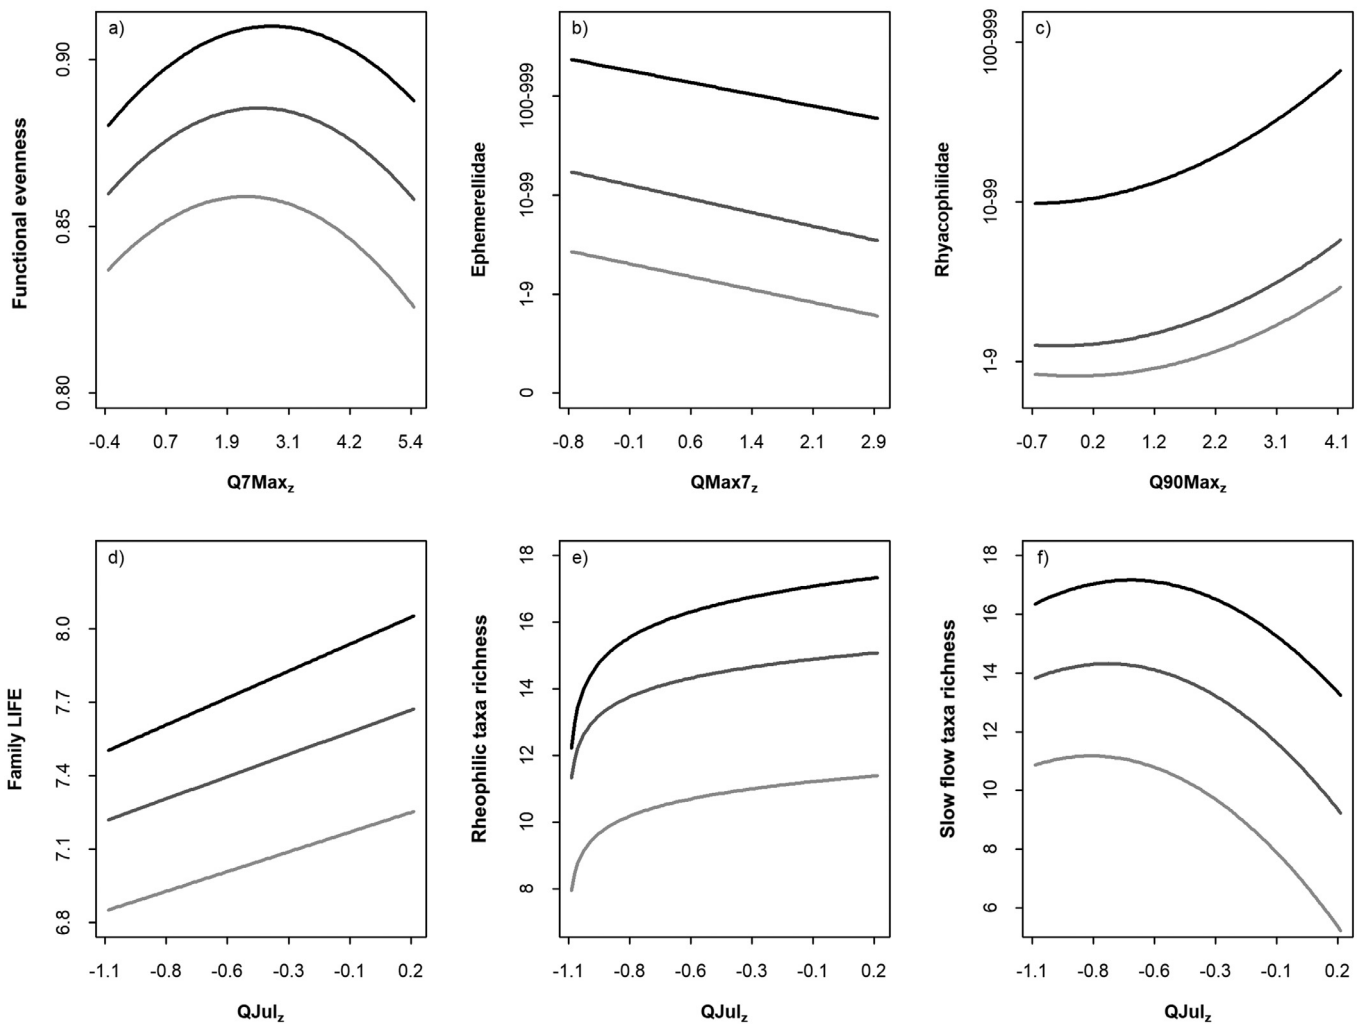 a)
Functional evenness
0.90
0.85
0.80
-0.4 0.7 1.9 3.1 4.2 5.4
Q7Maxz
b)
Ephemerellidae
100-999
10-99
1-9
0
-0.8 -0.1 0.6 1.4 2.1 2.9
QMax7z
c)
Rhyacophilidae
100-999
10-99
1-9
-0.7 0.2 1.2 2.2 3.1 4.1
Q90Maxz
d)
Family LIFE
8.0
7.7
7.4
7.1
6.8
-1.1 -0.8 -0.6 -0.3 -0.1 0.2
QJulz
e)
Rheophilic taxa richness
18
16
14
12
10
8
-1.1 -0.8 -0.6 -0.3 -0.1 0.2
QJulz
f)
Slow flow taxa richness
18
16
14
12
10
8
6
-1.1 -0.8 -0.6 -0.3 -0.1 0.2
QJulz